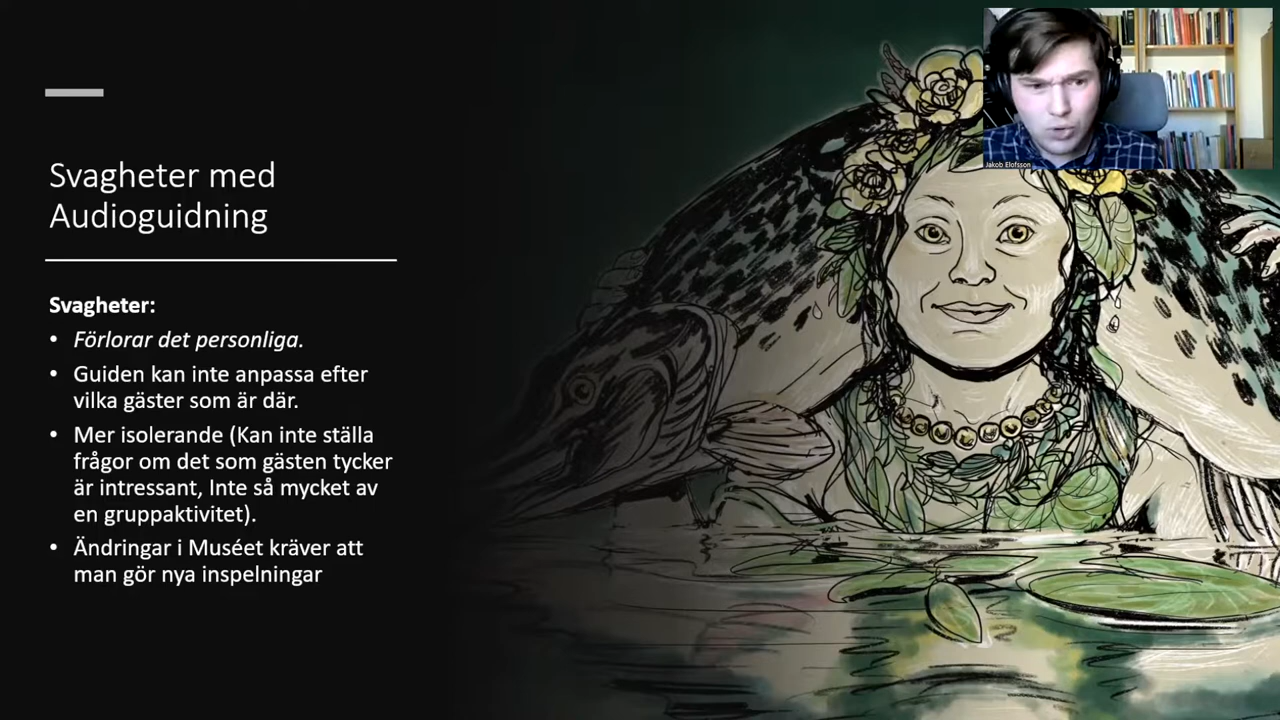 Svagheter med
Audioguidning
Svagheter:
• Förlorar det personliga.
• Guiden kan inte anpassa efter
vilka gäster som är där.
• Mer isolerande (Kan inte ställa
frågor om det som gästen tycker
är intressant, Inte så mycket av
en gruppaktivitet).
• Ändringar i Muséet kräver att
man gör nya inspelningar
Jakob Elofsson